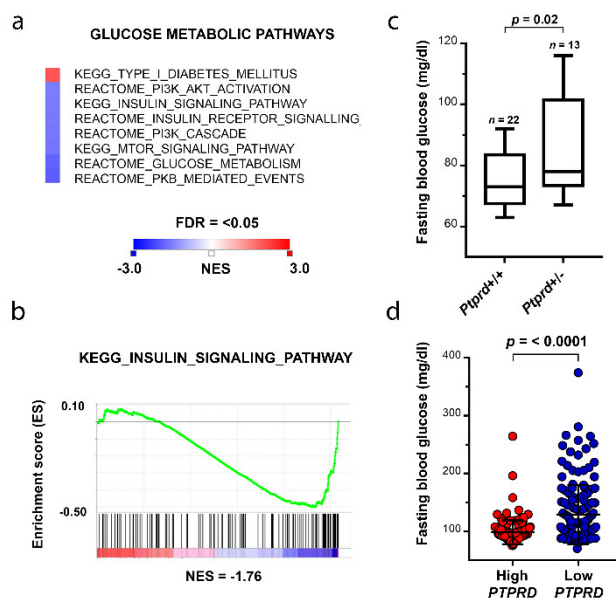 a
GLUCOSE METABOLIC PATHWAYS
KEGG_TYPE_I_DIABETES_MELLITUS
REACTOME_PI3K_AKT_ACTIVATION
KEGG_INSULIN_SIGNALING_PATHWAY
REACTOME_INSULIN_RECEPTOR_SIGNALLING_
REACTOME_PI3K_CASCADE
KEGG_MTOR_SIGNALING_PATHWAY
REACTOME_GLUCOSE_METABOLISM
REACTOME_PKB_MEDIATED_EVENTS
FDR = <0.05
-3.0 NES 3.0
b
KEGG_INSULIN_SIGNALING_PATHWAY
Enrichment score (ES)
0.10
-0.50
NES = -1.76
c
p = 0.02
n = 13
n = 22
Fasting blood glucose (mg/dl)
120
100
80
60
Ptprd+/+
Ptprd+/-
d
p = < 0.0001
Fasting blood glucose (mg/dl)
400
300
200
100
High
PTPRD
Low
PTPRD